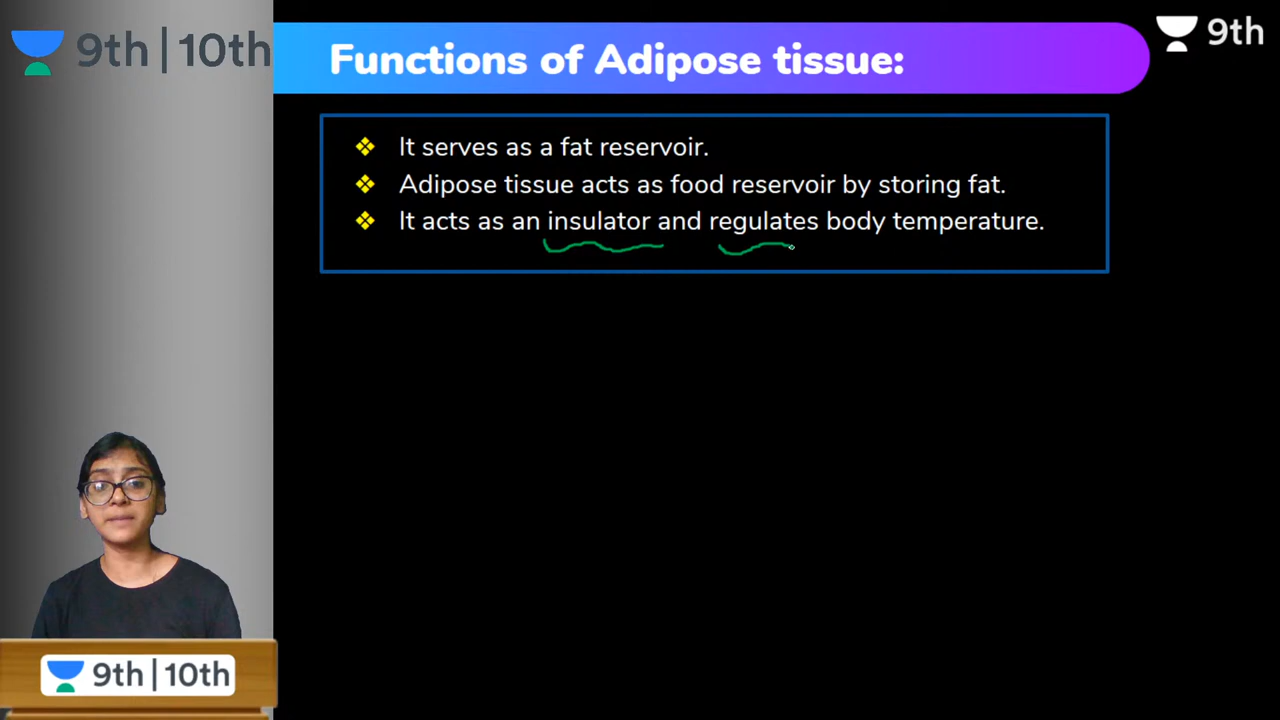 9th | 10th
Functions of Adipose tissue:
9th
It serves as a fat reservoir.
Adipose tissue acts as food reservoir by storing fat.
It acts as an insulator and regulates body temperature.
9th | 10th